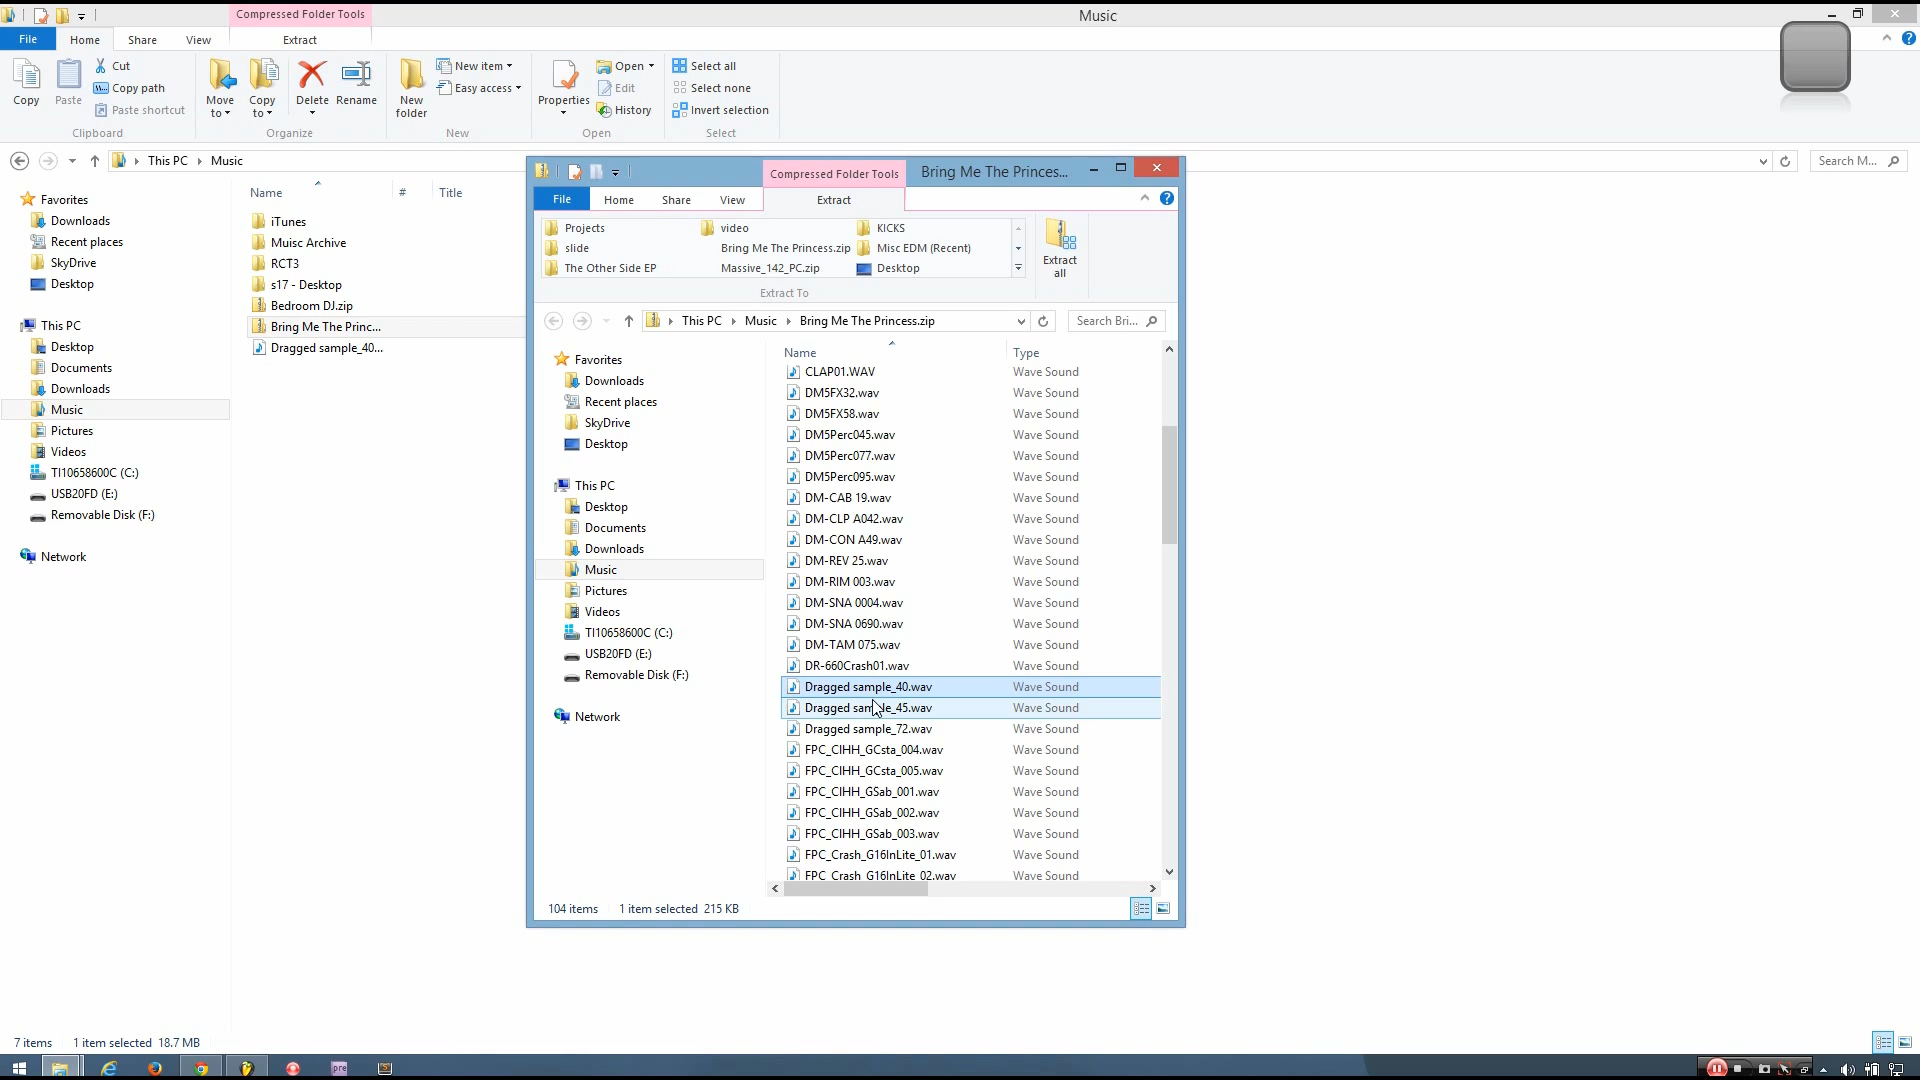 Compressed Folder Tools
Music
File Home Share View Extract
Copy
Paste
Cut
Copy path
Paste shortcut
Clipboard
Move to
Copy to
Delete
Rename
Organize
New folder
New item
Easy access
New
Properties
Open
Edit
History
Open
Select all
Select none
Invert selection
Select
This PC Music
Search M...
Favorites
Downloads
Recent places
SkyDrive
Desktop
This PC
Desktop
Documents
Downloads
Music
Pictures
Videos
TI10658600C (C:)
USB20FD (E:)
Removable Disk (F:)
Network
Name # Title
iTunes
Muisc Archive
RCT3
s17 - Desktop
Bedroom DJ.zip
Bring Me The Princ...
Dragged sample_40...
Compressed Folder Tools
Bring Me The Princes...
File Home Share View Extract
Projects video KICKS
slide Bring Me The Princess.zip Misc EDM (Recent)
The Other Side EP Massive_142_PC.zip Desktop
Extract To
Extract all
This PC Music Bring Me The Princess.zip
Search Bri...
Favorites
Downloads
Recent places
SkyDrive
Desktop
This PC
Desktop
Documents
Downloads
Music
Pictures
Videos
TI10658600C (C:)
USB20FD (E:)
Removable Disk (F:)
Network
Name Type
CLAP01.WAV Wave Sound
DM5FX32.wav Wave Sound
DM5FX58.wav Wave Sound
DM5Perc045.wav Wave Sound
DM5Perc077.wav Wave Sound
DM5Perc095.wav Wave Sound
DM-CAB 19.wav Wave Sound
DM-CLP A042.wav Wave Sound
DM-CON A49.wav Wave Sound
DM-REV 25.wav Wave Sound
DM-RIM 003.wav Wave Sound
DM-SNA 0004.wav Wave Sound
DM-SNA 0690.wav Wave Sound
DM-TAM 075.wav Wave Sound
DR-660Crash01.wav Wave Sound
Dragged sample_40.wav Wave Sound
Dragged sample_45.wav Wave Sound
Dragged sample_72.wav Wave Sound
FPC_ClHH_GCsta_004.wav Wave Sound
FPC_ClHH_GCsta_005.wav Wave Sound
FPC_ClHH_GSab_001.wav Wave Sound
FPC_ClHH_GSab_002.wav Wave Sound
FPC_ClHH_GSab_003.wav Wave Sound
FPC_Crash_G16InLite_01.wav Wave Sound
FPC_Crash_G16InLite_02.wav Wave Sound
104 items 1 item selected 215 KB
7 items 1 item selected 18.7 MB
pre